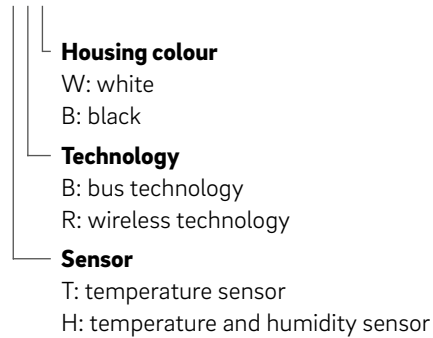 Housing colour
W: white
B: black
Technology
B: bus technology
R: wireless technology
Sensor
T: temperature sensor
H: temperature and humidity sensor